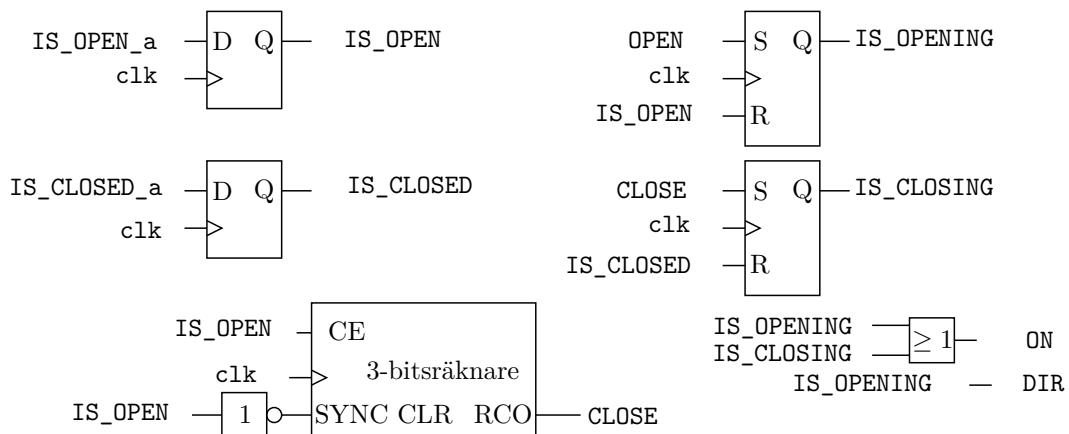 IS_OPEN_a D Q IS_OPEN
clk
OPEN S Q IS_OPENING
clk
IS_OPEN R
IS_CLOSED_a D Q IS_CLOSED
clk
CLOSE S Q IS_CLOSING
clk
IS_CLOSED R
IS_OPEN CE
clk 3-bitsräknare
IS_OPEN 1 SYNC CLR RCO CLOSE
IS_OPENING
IS_CLOSING
≥ 1 ON
IS_OPENING DIR